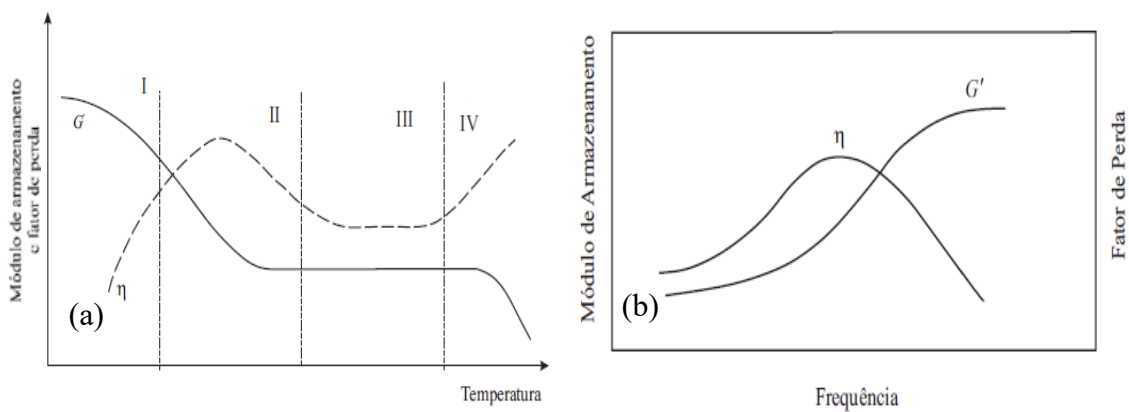 Módulo de armazenamento
e fator de perda
G
I
II
III
IV
η
(a)
Temperatura
Módulo de Armazenamento
G'
η
(b)
Fator de Perda
Frequência